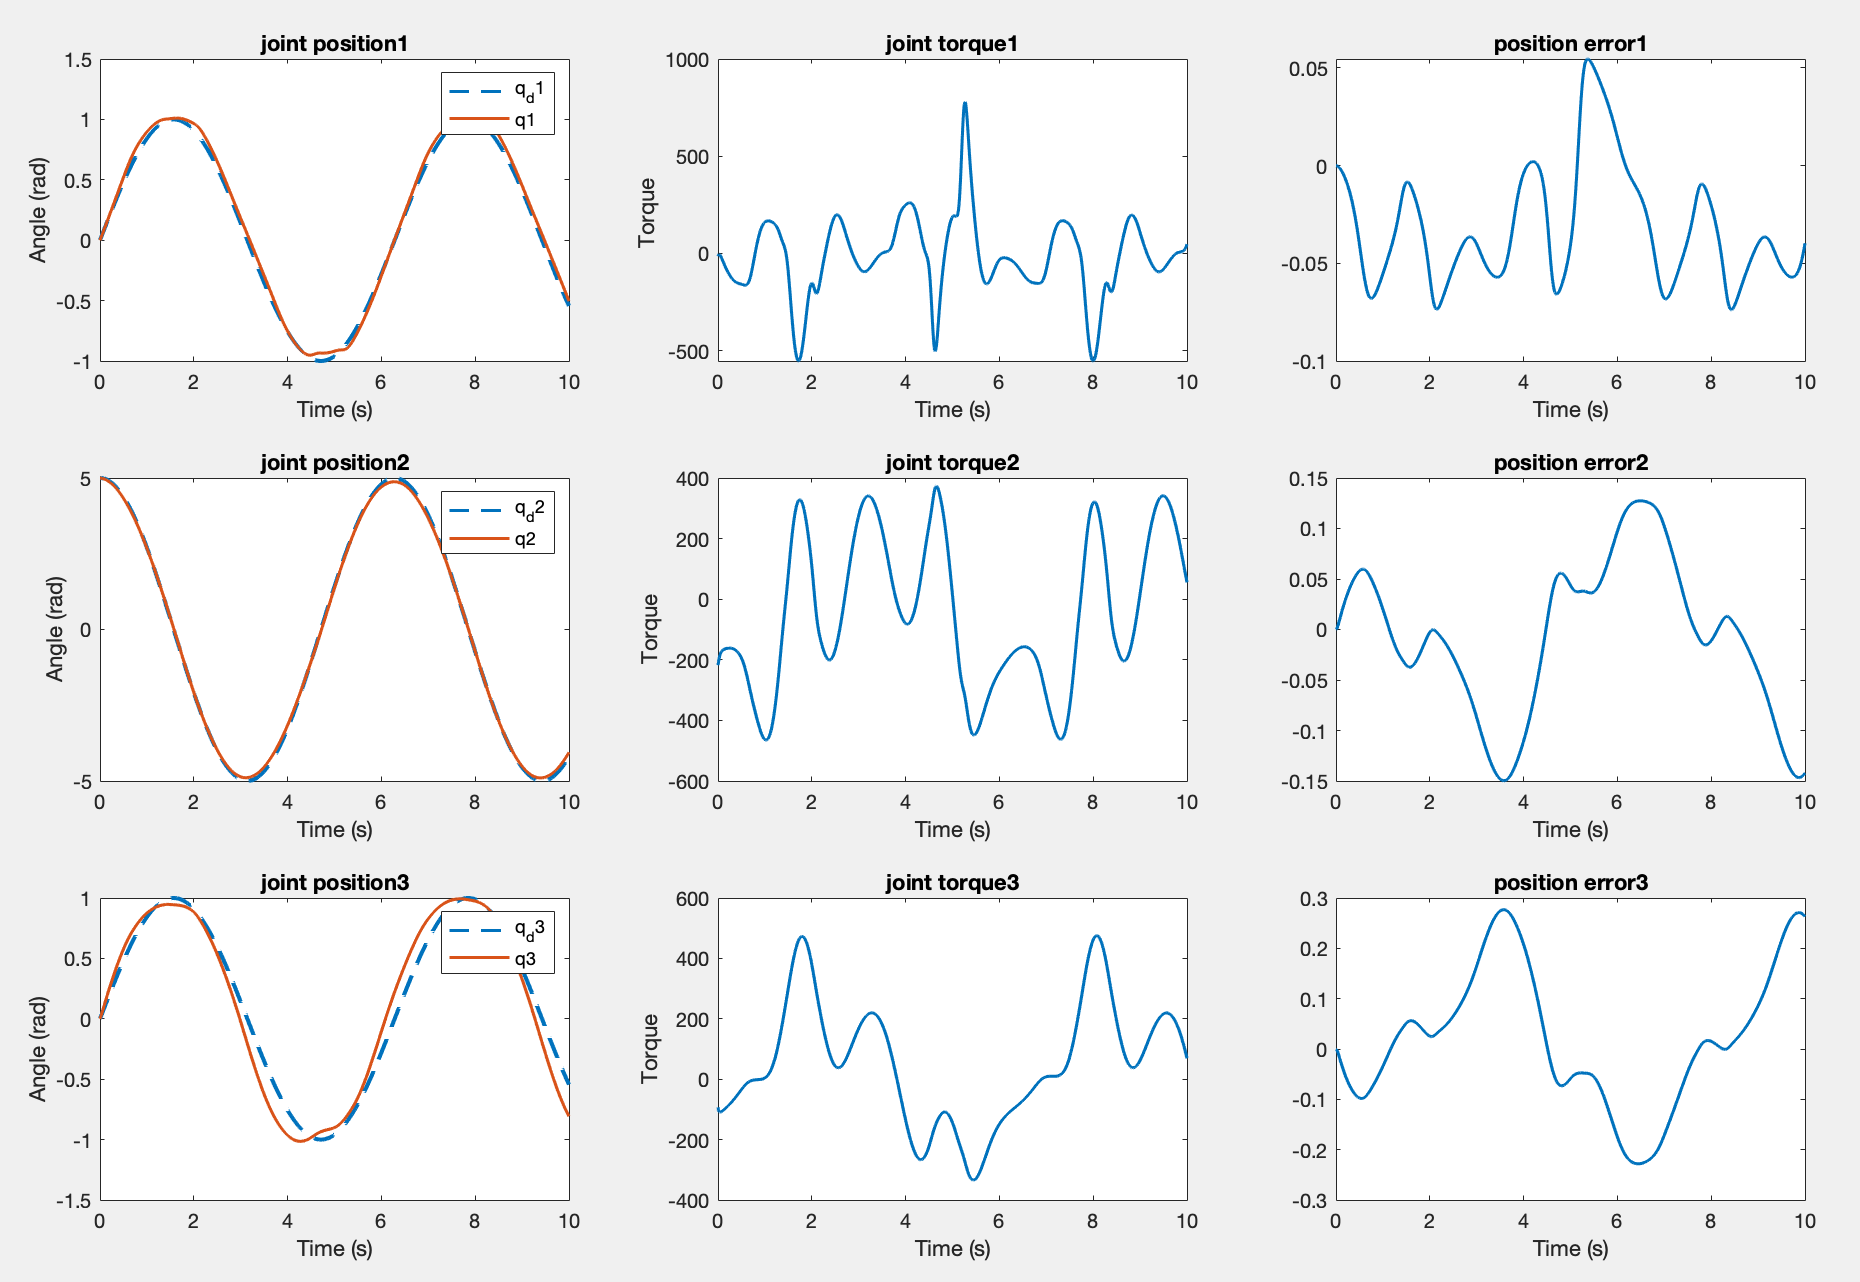 joint position1
1.5
1
0.5
0
-0.5
-1
Angle (rad)
q_d1
q1
0 2 4 6 8 10
Time (s)
joint torque1
1000
500
0
-500
Torque
0 2 4 6 8 10
Time (s)
position error1
0.05
0
-0.05
-0.1
0 2 4 6 8 10
Time (s)
joint position2
5
0
-5
Angle (rad)
q_d2
q2
0 2 4 6 8 10
Time (s)
joint torque2
400
200
0
-200
-400
-600
Torque
0 2 4 6 8 10
Time (s)
position error2
0.15
0.1
0.05
0
-0.05
-0.1
-0.15
0 2 4 6 8 10
Time (s)
joint position3
1
0.5
0
-0.5
-1
-1.5
Angle (rad)
q_d3
q3
0 2 4 6 8 10
Time (s)
joint torque3
600
400
200
0
-200
-400
Torque
0 2 4 6 8 10
Time (s)
position error3
0.3
0.2
0.1
0
-0.1
-0.2
-0.3
0 2 4 6 8 10
Time (s)